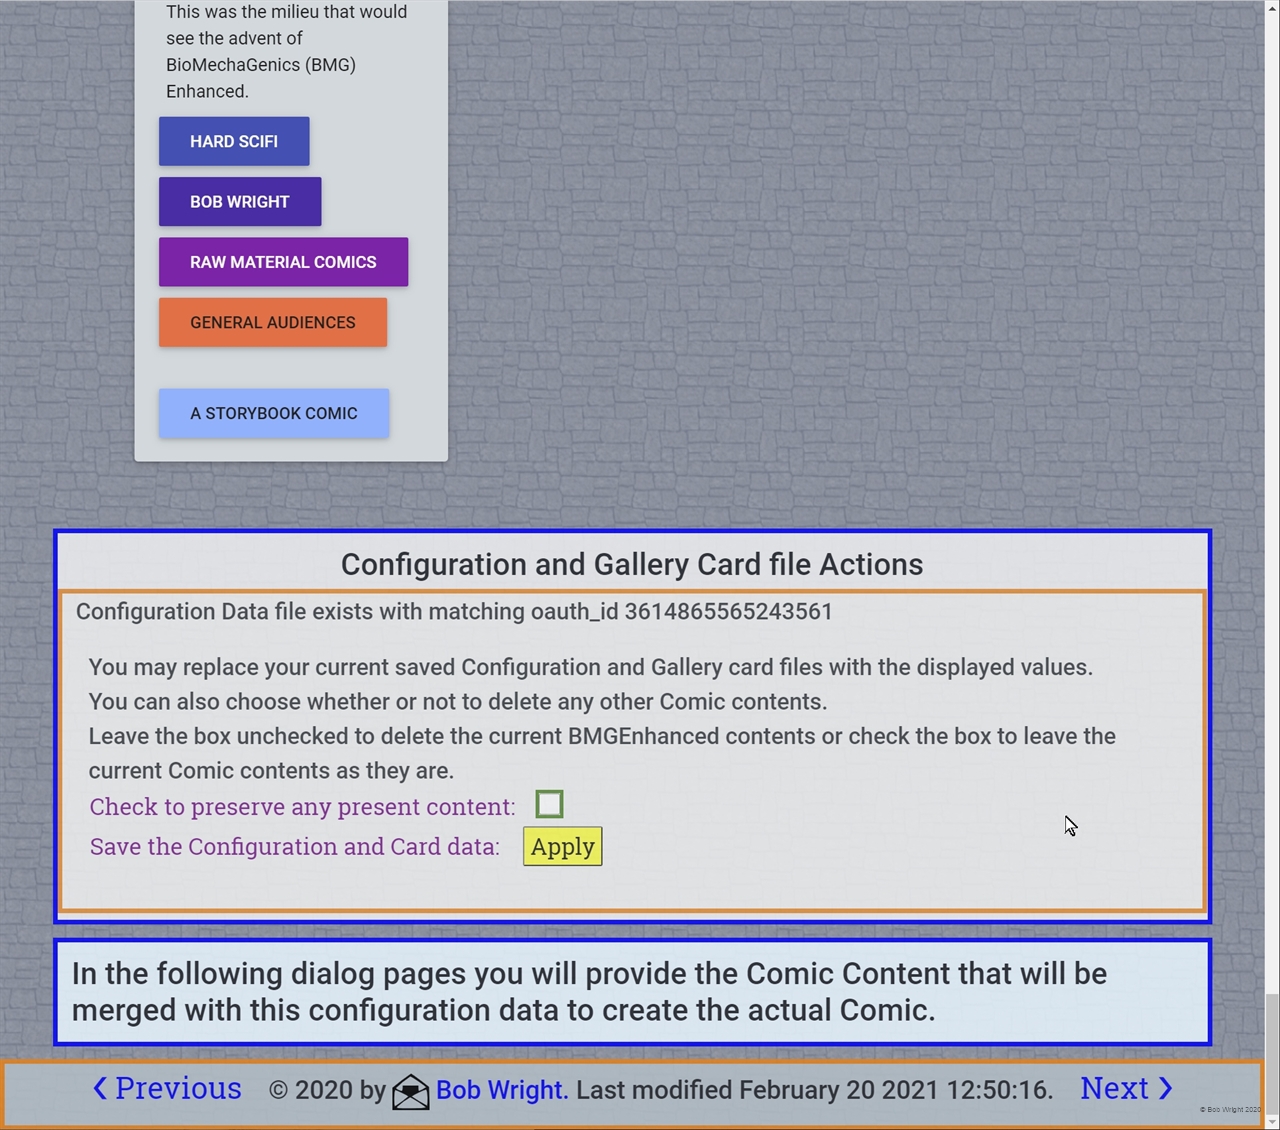 This was the milieu that would
see the advent of
BioMechaGenics (BMG)
Enhanced.
HARD SCIFI
BOB WRIGHT
RAW MATERIAL COMICS
GENERAL AUDIENCES
A STORYBOOK COMIC
Configuration and Gallery Card file Actions
Configuration Data file exists with matching oauth_id 3614865565243561
You may replace your current saved Configuration and Gallery card files with the displayed values.
You can also choose whether or not to delete any other Comic contents.
Leave the box unchecked to delete the current BMGEnhanced contents or check the box to leave the
current Comic contents as they are.
Check to preserve any present content:
Save the Configuration and Card data: Apply
In the following dialog pages you will provide the Comic Content that will be
merged with this configuration data to create the actual Comic.
‹ Previous © 2020 by Bob Wright. Last modified February 20 2021 12:50:16. Next ›
© Bob Wright 2020